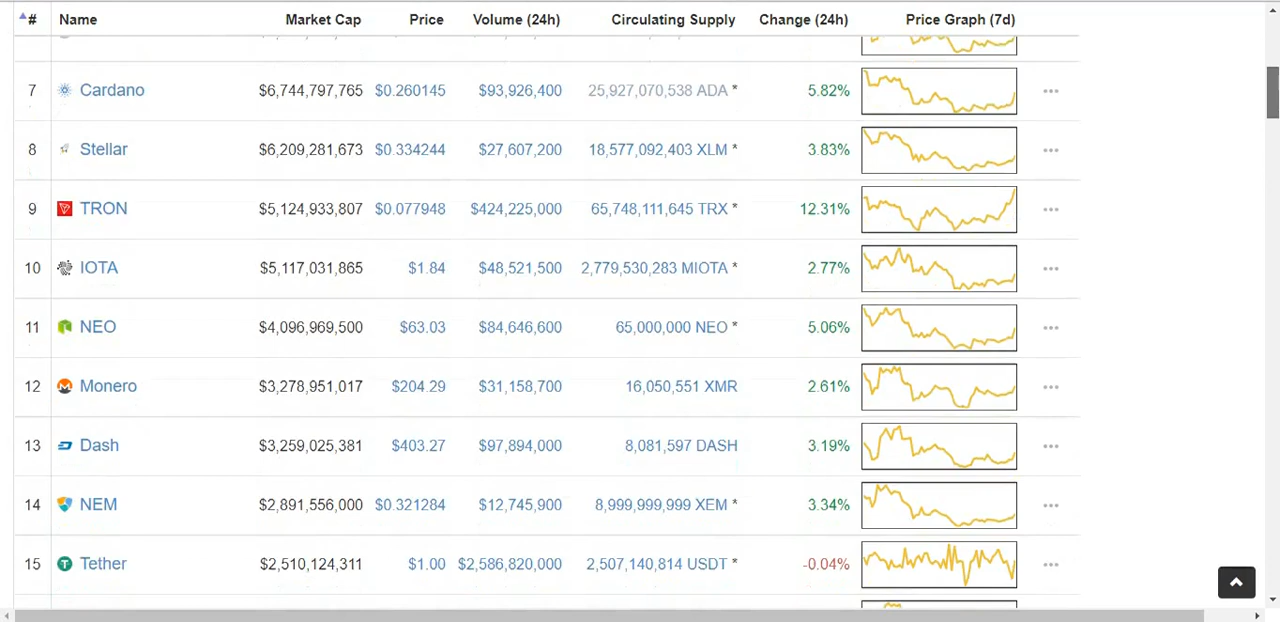 # Name Market Cap Price Volume (24h) Circulating Supply Change (24h) Price Graph (7d)
7 Cardano $6,744,797,765 $0.260145 $93,926,400 25,927,070,538 ADA * 5.82%
8 Stellar $6,209,281,673 $0.334244 $27,607,200 18,577,092,403 XLM * 3.83%
9 TRON $5,124,933,807 $0.077948 $424,225,000 65,748,111,645 TRX * 12.31%
10 IOTA $5,117,031,865 $1.84 $48,521,500 2,779,530,283 MIOTA * 2.77%
11 NEO $4,096,969,500 $63.03 $84,646,600 65,000,000 NEO * 5.06%
12 Monero $3,278,951,017 $204.29 $31,158,700 16,050,551 XMR 2.61%
13 Dash $3,259,025,381 $403.27 $97,894,000 8,081,597 DASH 3.19%
14 NEM $2,891,556,000 $0.321284 $12,745,900 8,999,999,999 XEM * 3.34%
15 Tether $2,510,124,311 $1.00 $2,586,820,000 2,507,140,814 USDT * -0.04%